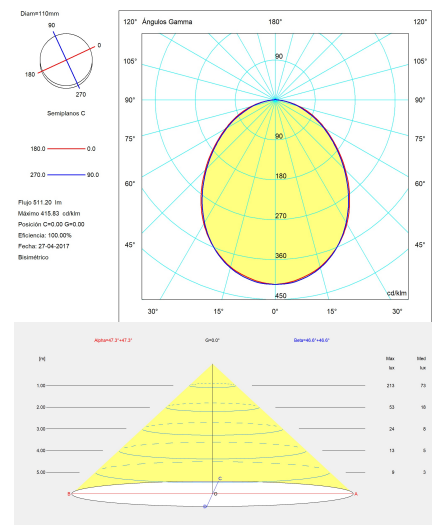 Diam=110mm
90
0
180
270
Semiplanos C
180.0 0.0
270.0 90.0
Flujo 511.20 lm
Máximo 415.83 cd/klm
Posición C=0.00 G=0.00
Eficiencia: 100.00%
Fecha: 27-04-2017
Bisimétrico
120° Ángulos Gamma 180° 120°
105° 90 105°
90° 90°
90
75° 75°
180
60° 60°
270
45° 45°
360
cd/klm
450
30° 15° 0° 15° 30°
Alpha=47.3°+47.3° G=0.0° Beta=46.6°+46.6°
[m] Max Med
lux lux
1.00 213 73
2.00 53 18
3.00 24 8
4.00 13 5
5.00 9 3
C
B O A
D